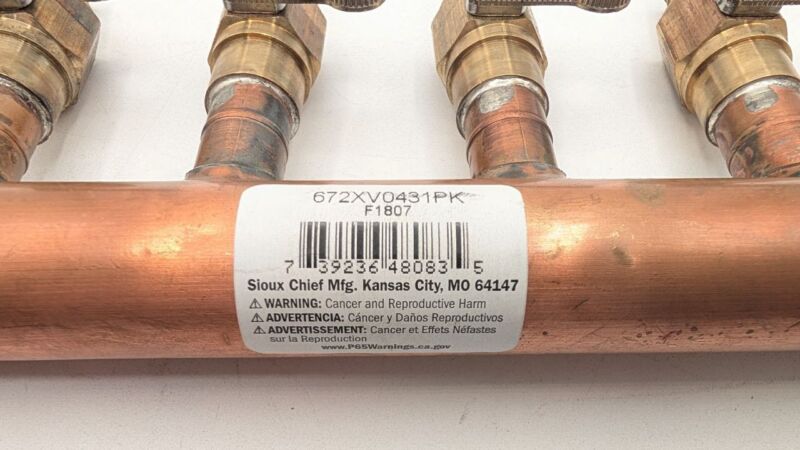 672XV0431PK
F1807
7 39236 48083 5
Sioux Chief Mfg. Kansas City, MO 64147
⚠ WARNING: Cancer and Reproductive Harm
⚠ ADVERTENCIA: Cáncer y Daños Reproductivos
⚠ ADVERTISSEMENT: Cancer et Effets Néfastes
sur la Reproduction
www.P65Warnings.ca.gov